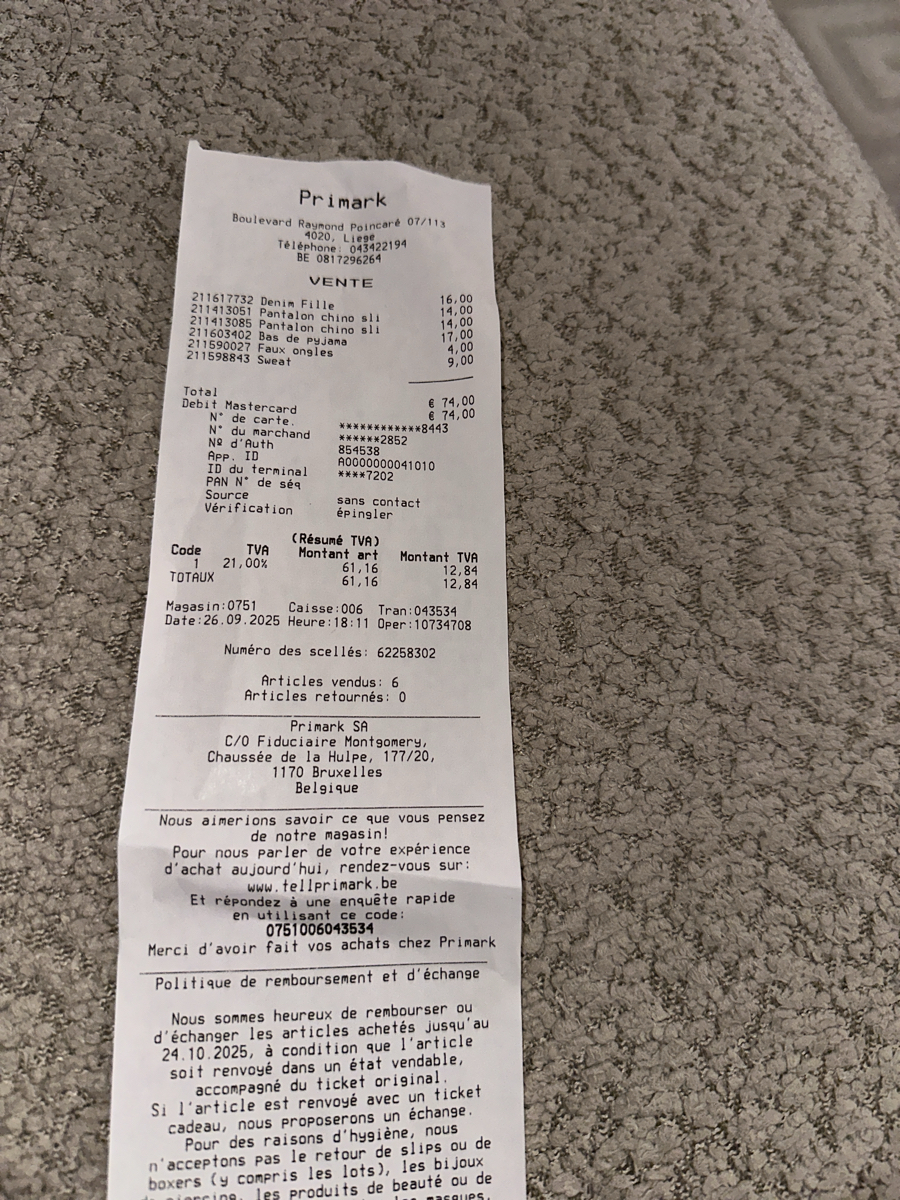 Primark
Boulevard Raymond Poincaré 07/113
4020, Liege
Téléphone: 043422194
BE 0817296264
VENTE
211617732 Denim Fille 16,00
211413051 Pantalon chino sli 14,00
211413085 Pantalon chino sli 14,00
211603402 Bas de pyjama 17,00
211590027 Faux ongles 4,00
211598843 Sweat 9,00
Total € 74,00
Debit Mastercard € 74,00
N° de carte. ************8443
N° du marchand ******2852
Nº d'Auth 854538
App. ID A0000000041010
ID du terminal ****7202
PAN N° de séq
Source sans contact
Vérification épingler
(Résumé TVA)
Code TVA Montant art Montant TVA
1 21,00% 61,16 12,84
TOTAUX 61,16 12,84
Magasin:0751 Caisse:006 Tran:043534
Date:26.09.2025 Heure:18:11 Oper:10734708
Numéro des scellés: 62258302
Articles vendus: 6
Articles retournés: 0
Primark SA
C/O Fiduciaire Montgomery,
Chaussée de la Hulpe, 177/20,
1170 Bruxelles
Belgique
Nous aimerions savoir ce que vous pensez
de notre magasin!
Pour nous parler de votre expérience
d'achat aujourd'hui, rendez-vous sur:
www.tellprimark.be
Et répondez à une enquête rapide
en utilisant ce code:
0751006043534
Merci d'avoir fait vos achats chez Primark
Politique de remboursement et d'échange
Nous sommes heureux de rembourser ou
d'échanger les articles achetés jusqu'au
24.10.2025, à condition que l'article
soit renvoyé dans un état vendable,
accompagné du ticket original.
Si l'article est renvoyé avec un ticket
cadeau, nous proposerons un échange.
Pour des raisons d'hygiène, nous
n'acceptons pas le retour de slips ou de
boxers (y compris les lots), les bijoux
les produits de beauté ou de
masques,